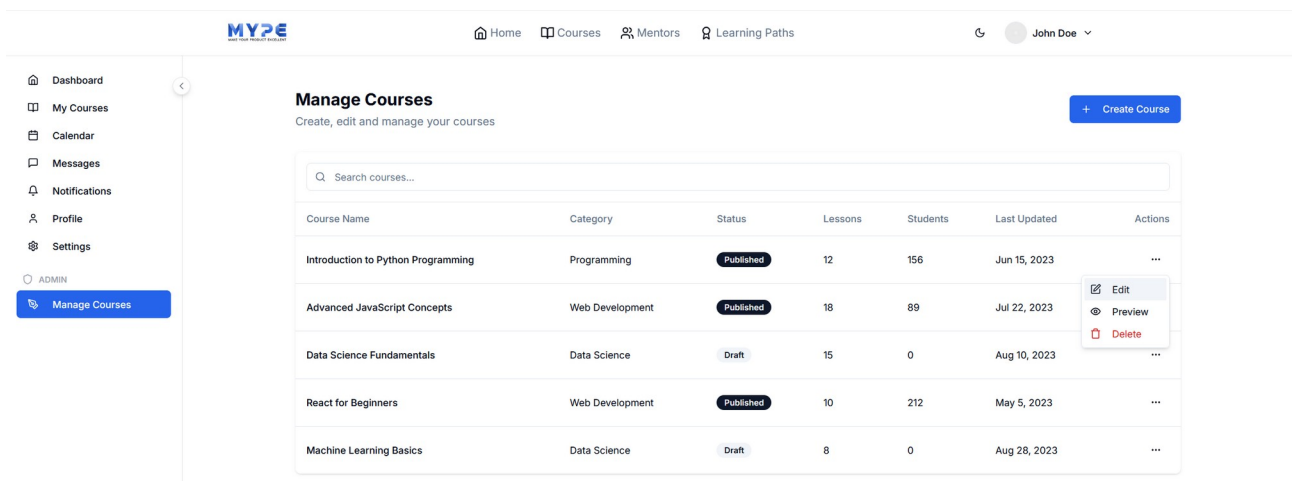 MYPE
MAKE YOUR PRODUCT EXCELLENT
Home Courses Mentors Learning Paths John Doe
Dashboard
My Courses
Calendar
Messages
Notifications
Profile
Settings
ADMIN
Manage Courses
Manage Courses
Create, edit and manage your courses
+ Create Course
Search courses...
Course Name Category Status Lessons Students Last Updated Actions
Introduction to Python Programming Programming Published 12 156 Jun 15, 2023 ...
Edit
Preview
Delete
Advanced JavaScript Concepts Web Development Published 18 89 Jul 22, 2023
Data Science Fundamentals Data Science Draft 15 0 Aug 10, 2023 ...
React for Beginners Web Development Published 10 212 May 5, 2023 ...
Machine Learning Basics Data Science Draft 8 0 Aug 28, 2023 ...